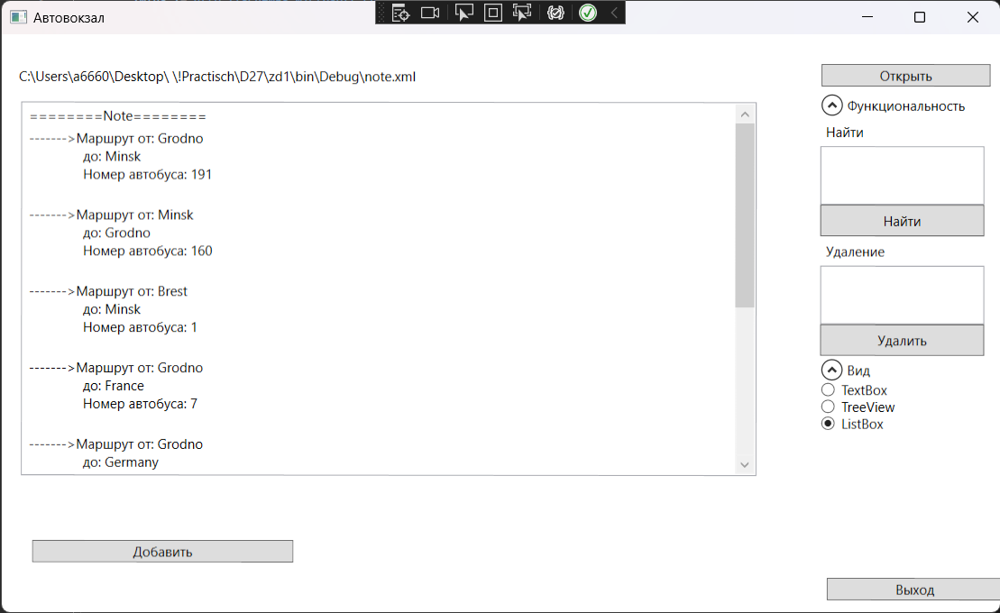 Автовокзал
C:\Users\a6660\Desktop\ \!Practisch\D27\zd1\bin\Debug\note.xml
========Note========
------->Маршрут от: Grodno
до: Minsk
Номер автобуса: 191
------->Маршрут от: Minsk
до: Grodno
Номер автобуса: 160
------->Маршрут от: Brest
до: Minsk
Номер автобуса: 1
------->Маршрут от: Grodno
до: France
Номер автобуса: 7
------->Маршрут от: Grodno
до: Germany
Добавить
Открыть
Функциональность
Найти
Найти
Удаление
Удалить
Вид
TextBox
TreeView
ListBox
Выход